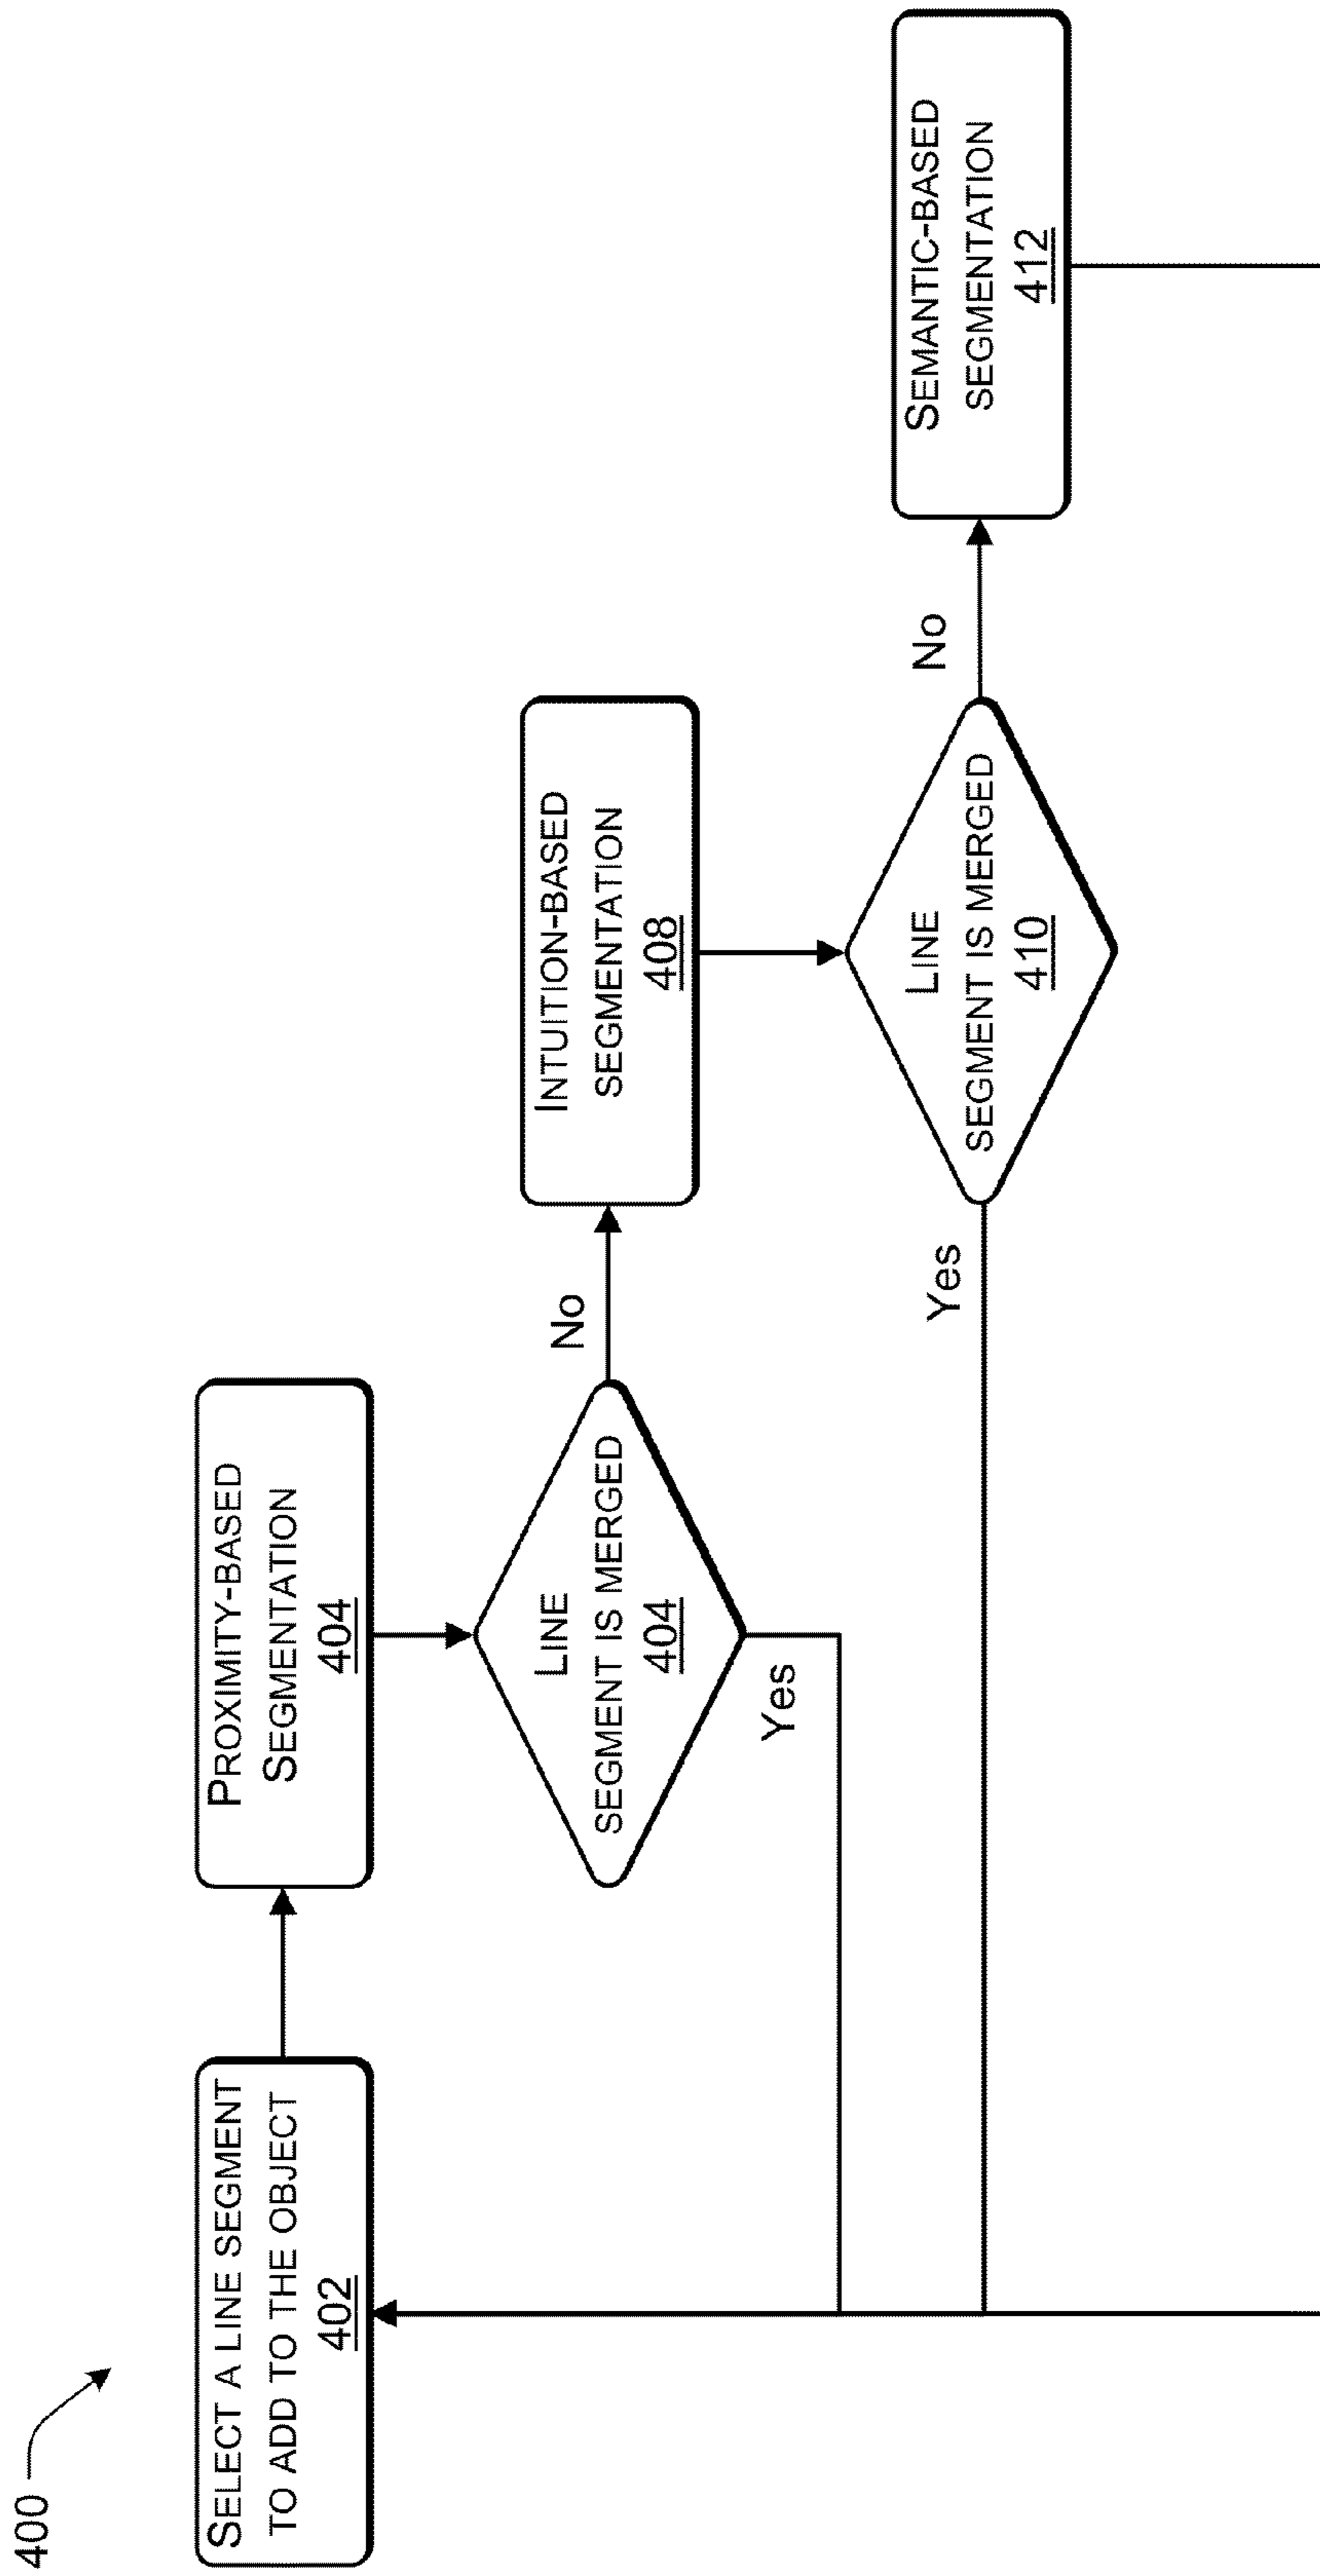 400
SELECT A LINE SEGMENT
TO ADD TO THE OBJECT
402
PROXIMITY-BASED
SEGMENTATION
404
LINE
SEGMENT IS MERGED
404
No
Yes
INTUITION-BASED
SEGMENTATION
408
LINE
SEGMENT IS MERGED
410
Yes
No
SEMANTIC-BASED
SEGMENTATION
412